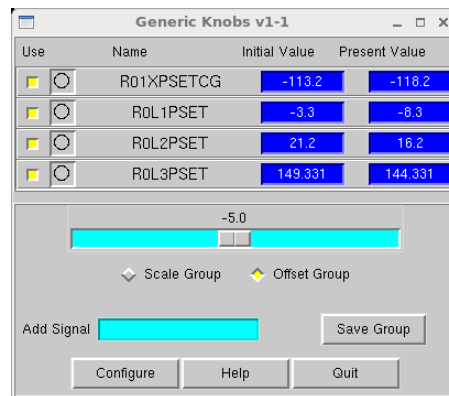 Generic Knobs v1-1
Use Name Initial Value Present Value
R01XPSETCG -113.2 -118.2
R0L1PSET -3.3 -8.3
R0L2PSET 21.2 16.2
R0L3PSET 149.331 144.331
-5.0
Scale Group Offset Group
Add Signal Save Group
Configure Help Quit